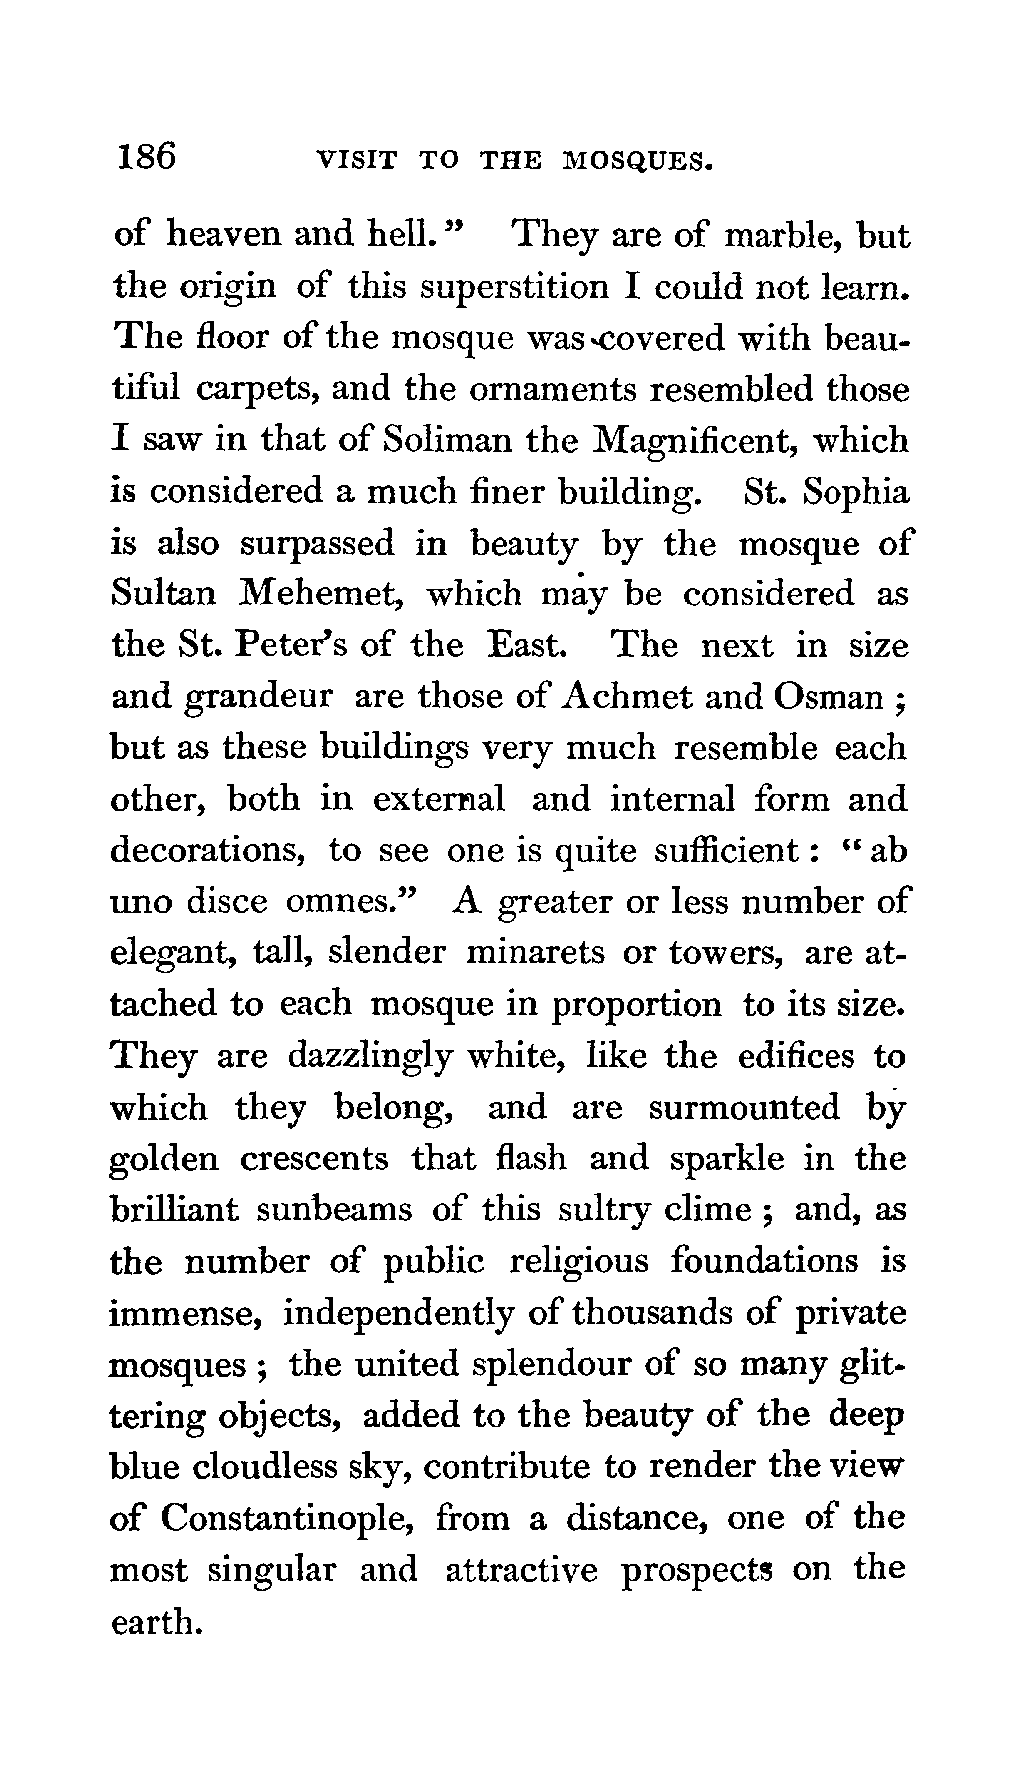 186 VISIT TO THE MOSQUES.
of heaven and hell." They are of marble, but
the origin of this superstition I could not learn.
The floor of the mosque was covered with beau-
tiful carpets, and the ornaments resembled those
I saw in that of Soliman the Magnificent, which
is considered a much finer building. St. Sophia
is also surpassed in beauty by the mosque of
Sultan Mehemet, which may be considered as
the St. Peter's of the East. The next in size
and grandeur are those of Achmet and Osman ;
but as these buildings very much resemble each
other, both in external and internal form and
decorations, to see one is quite sufficient : "ab
uno disce omnes." A greater or less number of
elegant, tall, slender minarets or towers, are at-
tached to each mosque in proportion to its size.
They are dazzlingly white, like the edifices to
which they belong, and are surmounted by
golden crescents that flash and sparkle in the
brilliant sunbeams of this sultry clime ; and, as
the number of public religious foundations is
immense, independently of thousands of private
mosques ; the united splendour of so many glit-
tering objects, added to the beauty of the deep
blue cloudless sky, contribute to render the view
of Constantinople, from a distance, one of the
most singular and attractive prospects on the
earth.